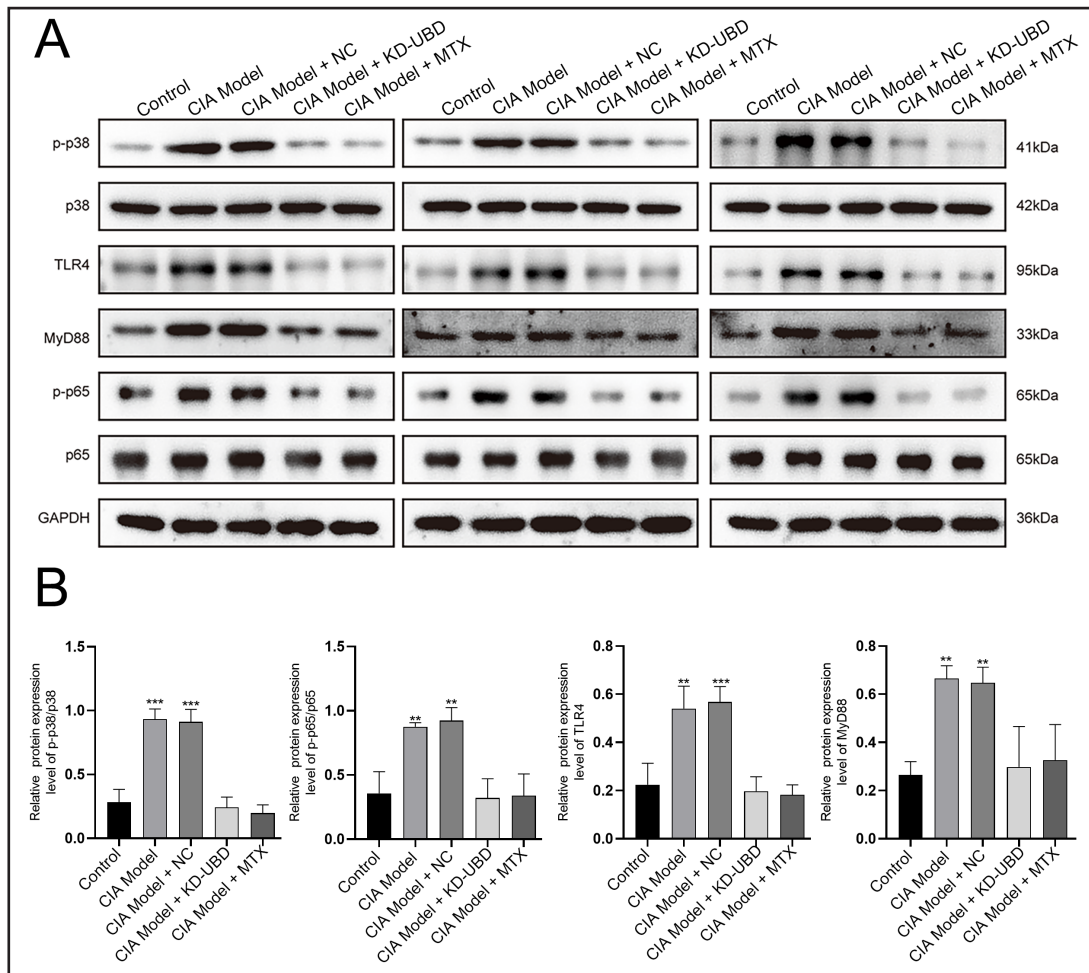 A
Control
CIA Model
CIA Model + NC
CIA Model + KD-UBD
CIA Model + MTX
Control
CIA Model
CIA Model + NC
CIA Model + KD-UBD
CIA Model + MTX
Control
CIA Model
CIA Model + NC
CIA Model + KD-UBD
CIA Model + MTX
p-p38
41kDa
p38
42kDa
TLR4
95kDa
MyD88
33kDa
p-p65
65kDa
p65
65kDa
GAPDH
36kDa
B
Relative protein expression
level of p-p38/p38
1.5
1.0
0.5
0.0
***
***
Control
CIA Model
CIA Model + NC
CIA Model + KD-UBD
CIA Model + MTX
Relative protein expression
level of p-p65/p65
1.5
1.0
0.5
0.0
**
**
Control
CIA Model
CIA Model + NC
CIA Model + KD-UBD
CIA Model + MTX
Relative protein expression
level of TLR4
0.8
0.6
0.4
0.2
0.0
**
***
Control
CIA Model
CIA Model + NC
CIA Model + KD-UBD
CIA Model + MTX
Relative protein expression
level of MyD88
0.8
0.6
0.4
0.2
0.0
**
**
Control
CIA Model
CIA Model + NC
CIA Model + KD-UBD
CIA Model + MTX